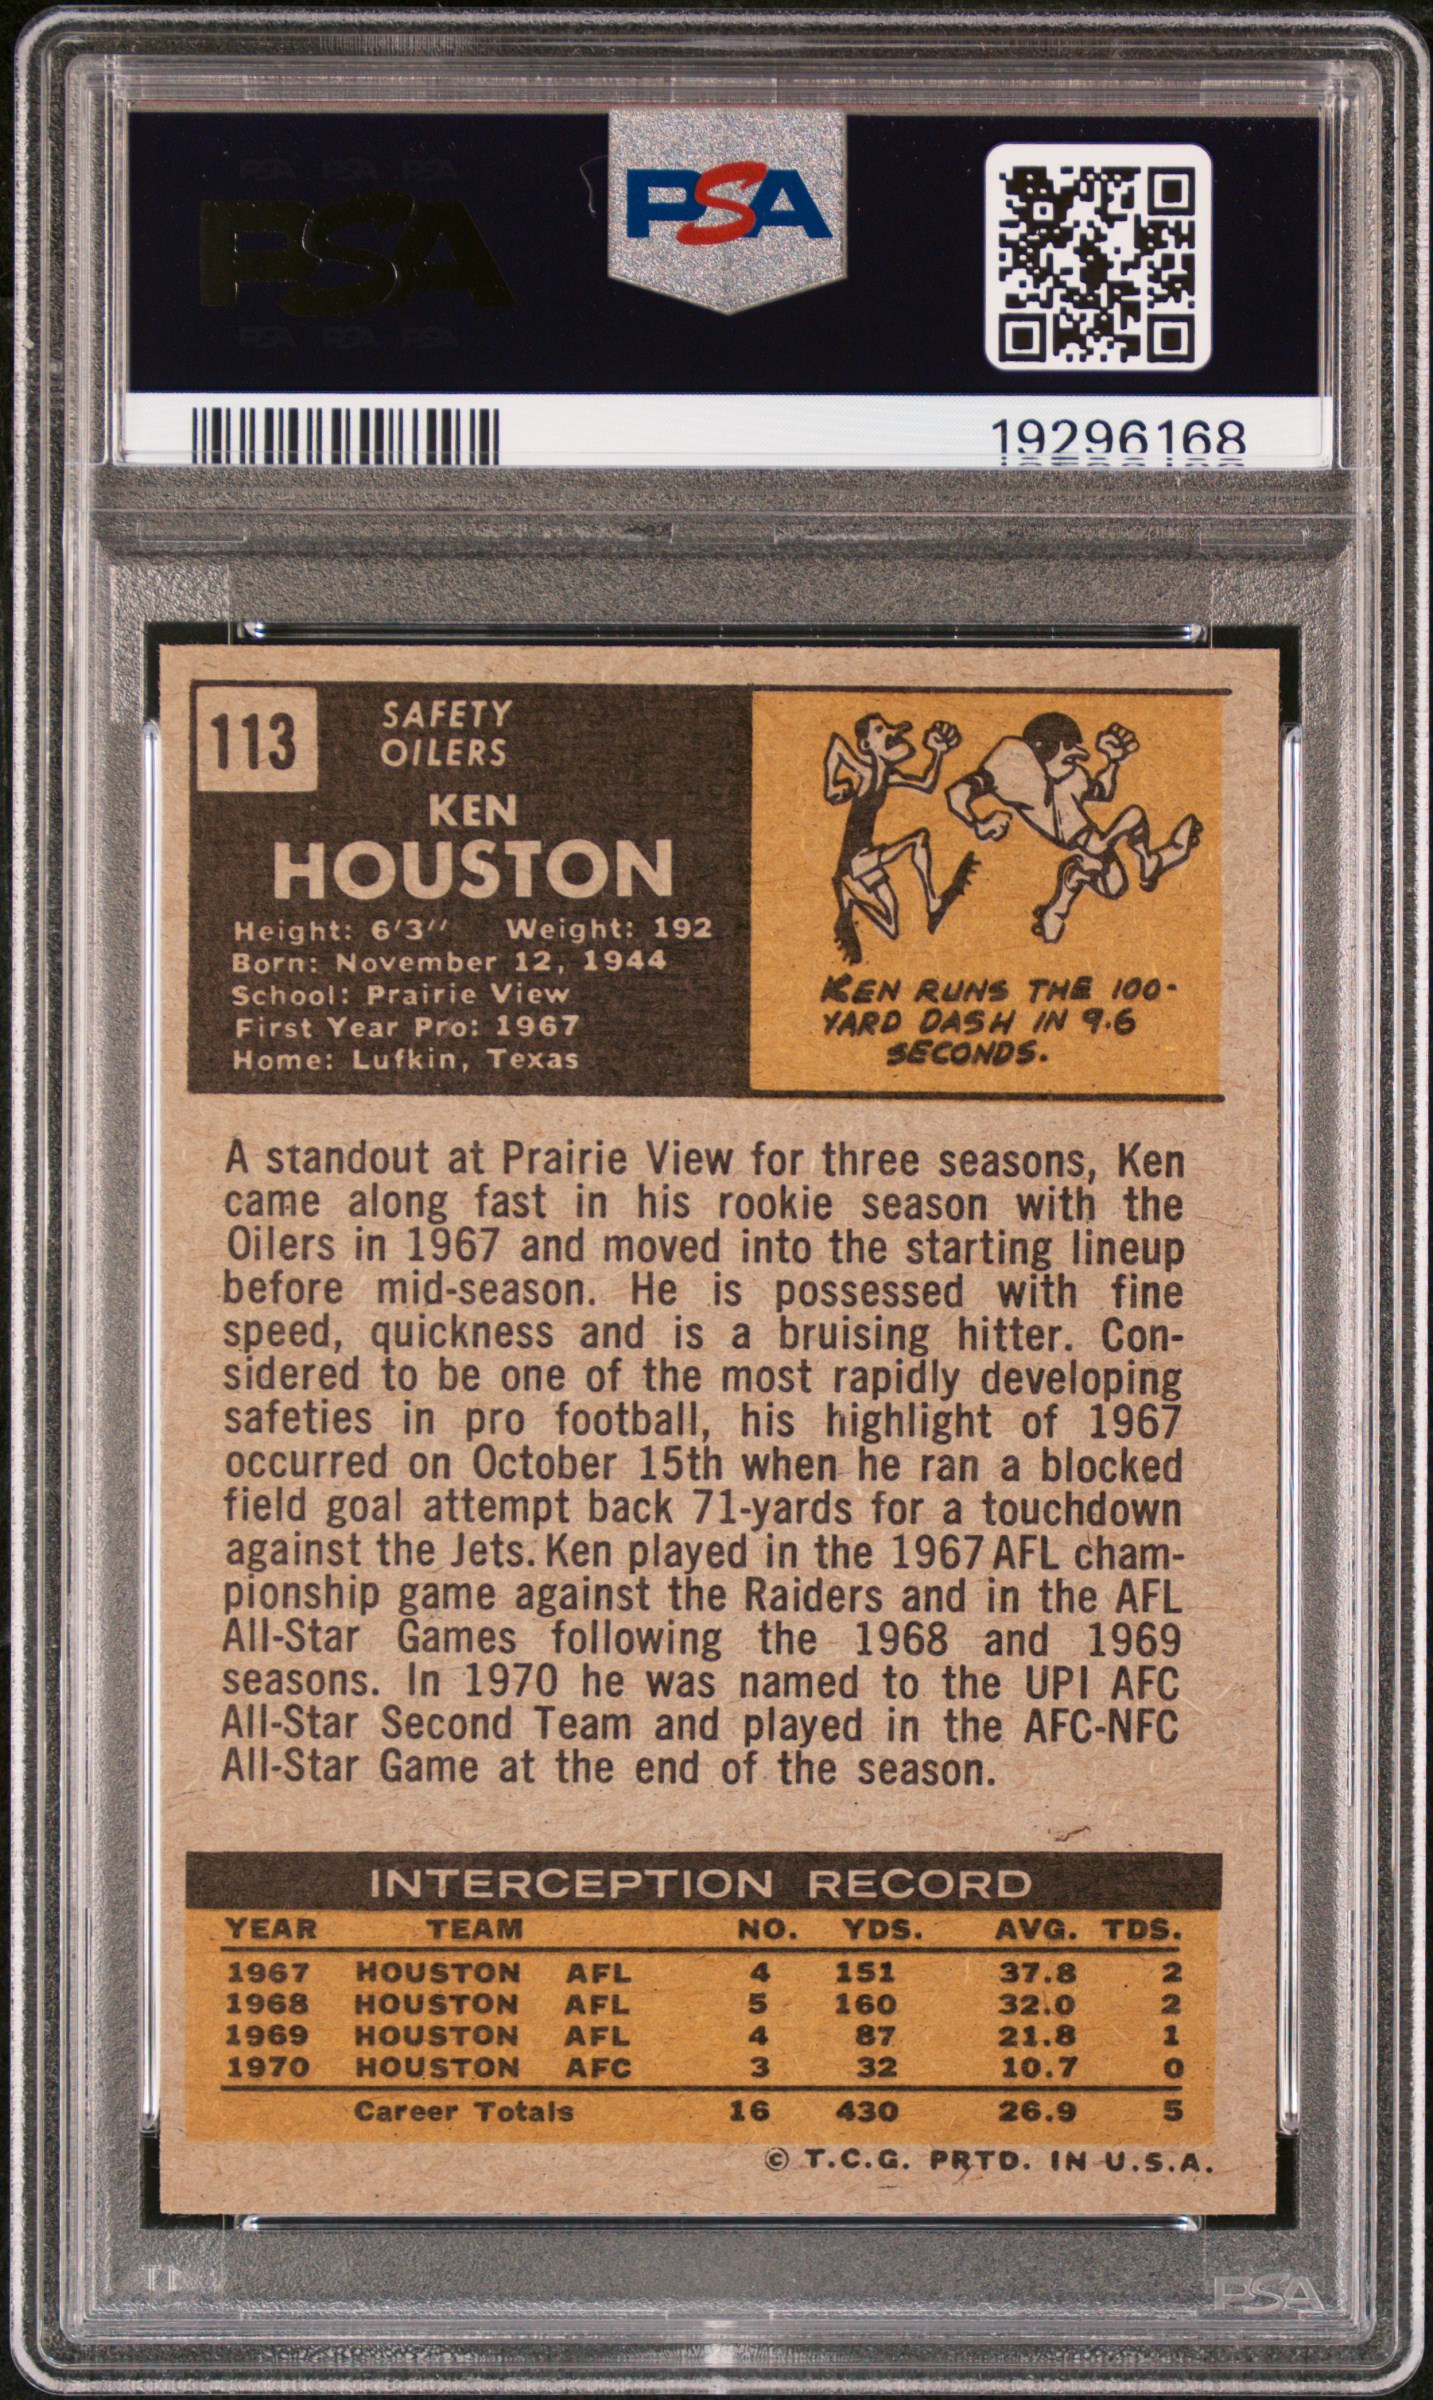 PSA PSA PSA
PSA
PSA PSA PSA
PSA
19296168
113
SAFETY
OILERS
KEN
HOUSTON
Height: 6'3" Weight: 192
Born: November 12, 1944
School: Prairie View
First Year Pro: 1967
Home: Lufkin, Texas
KEN RUNS THE 100-
YARD DASH IN 9.6
SECONDS.
A standout at Prairie View for three seasons, Ken
came along fast in his rookie season with the
Oilers in 1967 and moved into the starting lineup
before mid-season. He is possessed with fine
speed, quickness and is a bruising hitter. Con-
sidered to be one of the most rapidly developing
safeties in pro football, his highlight of 1967
occurred on October 15th when he ran a blocked
field goal attempt back 71-yards for a touchdown
against the Jets. Ken played in the 1967 AFL cham-
pionship game against the Raiders and in the AFL
All-Star Games following the 1968 and 1969
seasons. In 1970 he was named to the UPI AFC
All-Star Second Team and played in the AFC-NFC
All-Star Game at the end of the season.
INTERCEPTION RECORD
YEAR TEAM NO. YDS. AVG. TDS.
1967 HOUSTON AFL 4 151 37.8 2
1968 HOUSTON AFL 5 160 32.0 2
1969 HOUSTON AFL 4 87 21.8 1
1970 HOUSTON AFC 3 32 10.7 0
Career Totals 16 430 26.9 5
© T.C.G. PRTD. IN U.S.A.
PSA